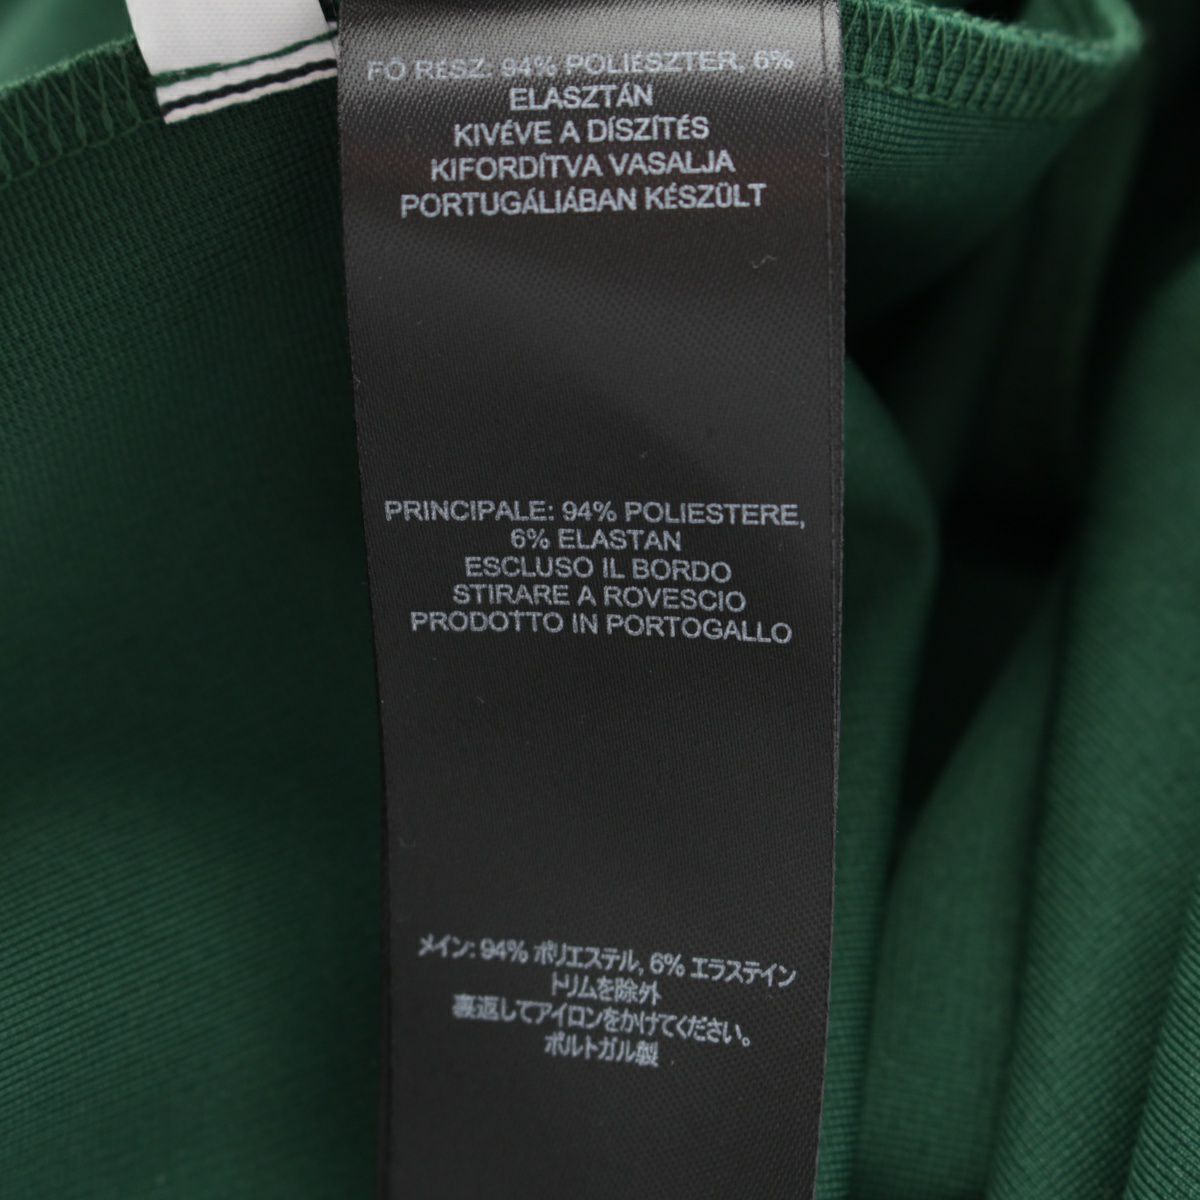 FŐ RÉSZ: 94% POLIÉSZTER, 6%
ELASZTÁN
KIVÉVE A DÍSZÍTÉS
KIFORDÍTVA VASALJA
PORTUGÁLIÁBAN KÉSZÜLT
PRINCIPALE: 94% POLIESTERE,
6% ELASTAN
ESCLUSO IL BORDO
STIRARE A ROVESCIO
PRODOTTO IN PORTOGALLO
メイン: 94% ポリエステル, 6% エラステイン
トリムを除外
裏返してアイロンをかけてください。
ポルトガル製